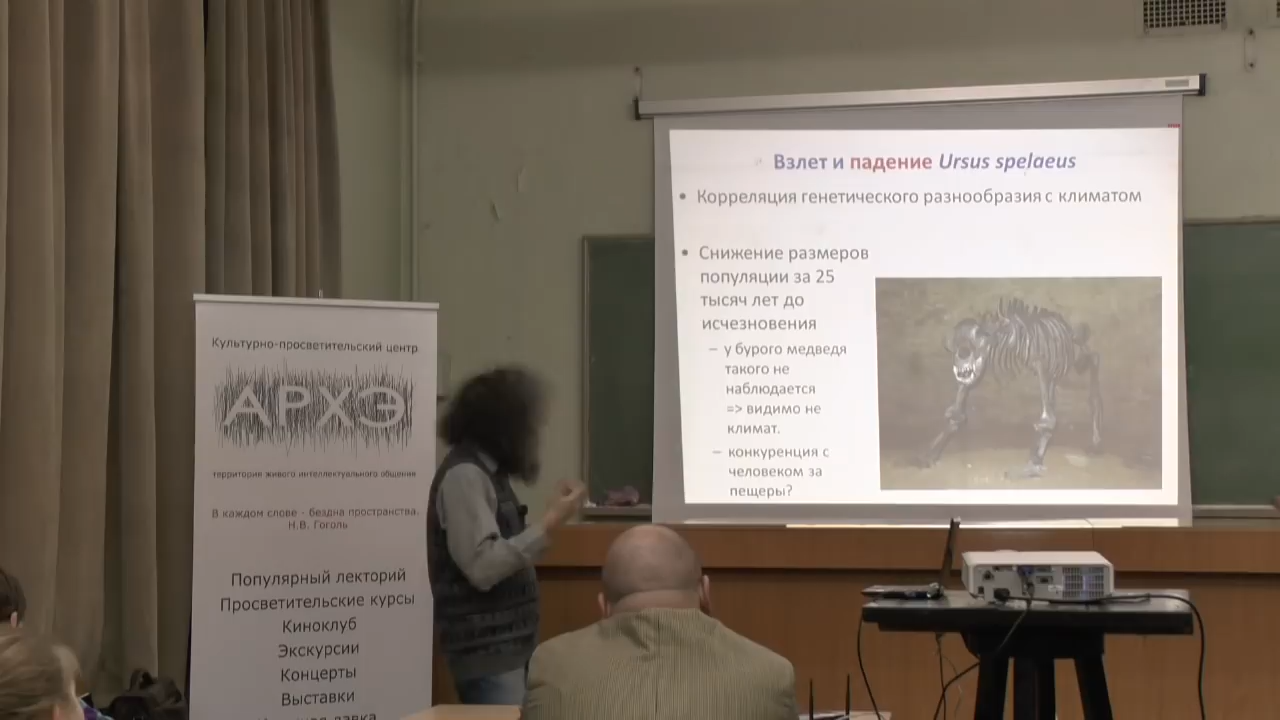 Культурно-просветительский центр
АРХЭ
территория живого интеллектуального общения
В каждом слове - бездна пространства.
Н.В. Гоголь
Популярный лекторий
Просветительские курсы
Киноклуб
Экскурсии
Концерты
Выставки
лавка
Взлет и падение Ursus spelaeus
• Корреляция генетического разнообразия с климатом
• Снижение размеров
популяции за 25
тысяч лет до
исчезновения
– у бурого медведя
такого не
наблюдается
=> видимо не
климат.
– конкуренция с
человеком за
пещеры?